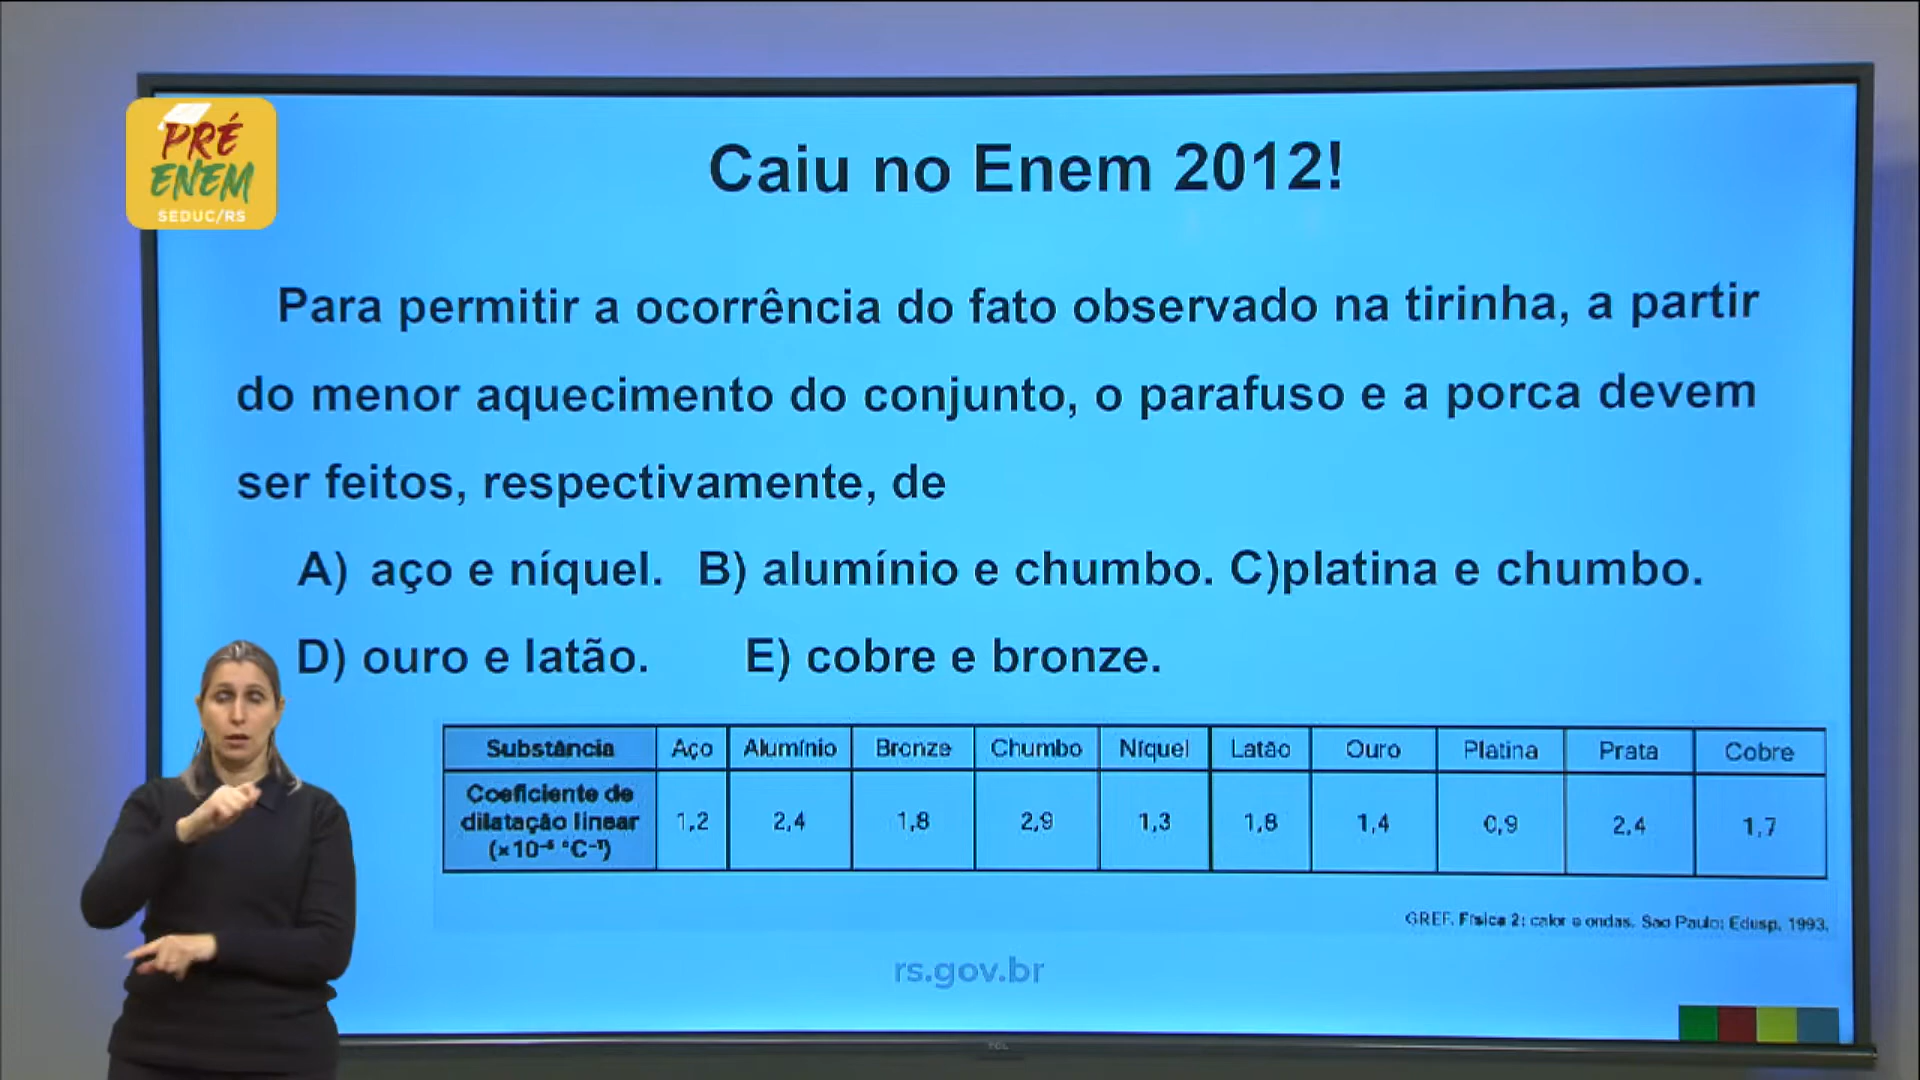 PRÉ
ENEM
SEDUC/RS
Caiu no Enem 2012!
Para permitir a ocorrência do fato observado na tirinha, a partir
do menor aquecimento do conjunto, o parafuso e a porca devem
ser feitos, respectivamente, de
A) aço e níquel. B) alumínio e chumbo. C)platina e chumbo.
D) ouro e latão. E) cobre e bronze.
Substância Aço Alumínio Bronze Chumbo Níquel Latão Ouro Platina Prata Cobre
Coeficiente de
dilatação linear 1,2 2,4 1,8 2,9 1,3 1,8 1,4 0,9 2,4 1,7
(×10⁻⁵ °C⁻¹)
GREF. Física 2: calor e ondas. São Paulo: Edusp, 1993.
rs.gov.br
TCL